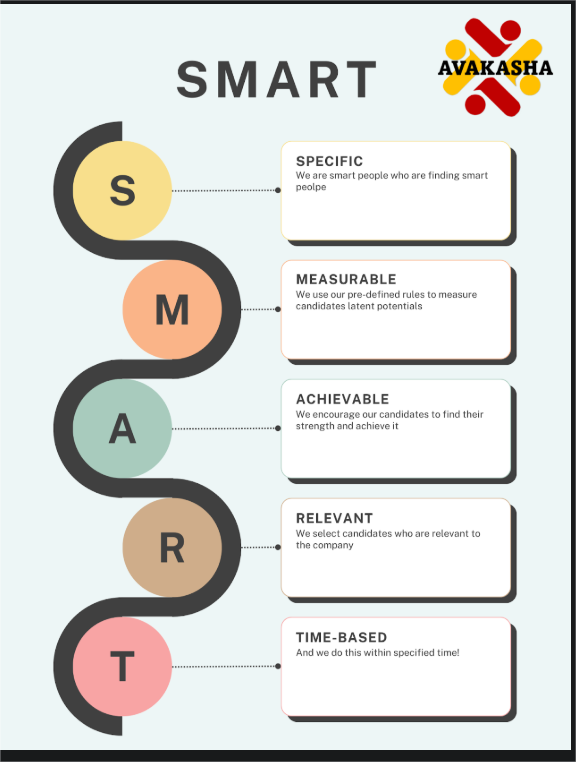 SMART
AVAKASHA
S
SPECIFIC
We are smart people who are finding smart
peolpe
M
MEASURABLE
We use our pre-defined rules to measure
candidates latent potentials
A
ACHIEVABLE
We encourage our candidates to find their
strength and achieve it
R
RELEVANT
We select candidates who are relevant to
the company
T
TIME-BASED
And we do this within specified time!